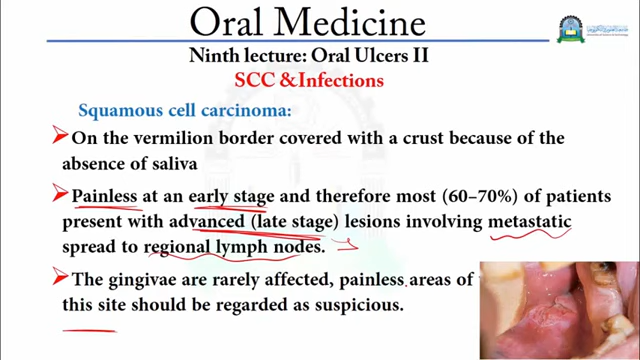 Oral Medicine
Ninth lecture: Oral Ulcers II
SCC &Infections
Squamous cell carcinoma:
On the vermilion border covered with a crust because of the
absence of saliva
Painless at an early stage and therefore most (60–70%) of patients
present with advanced (late stage) lesions involving metastatic
spread to regional lymph nodes.
The gingivae are rarely affected, painless areas of
this site should be regarded as suspicious.